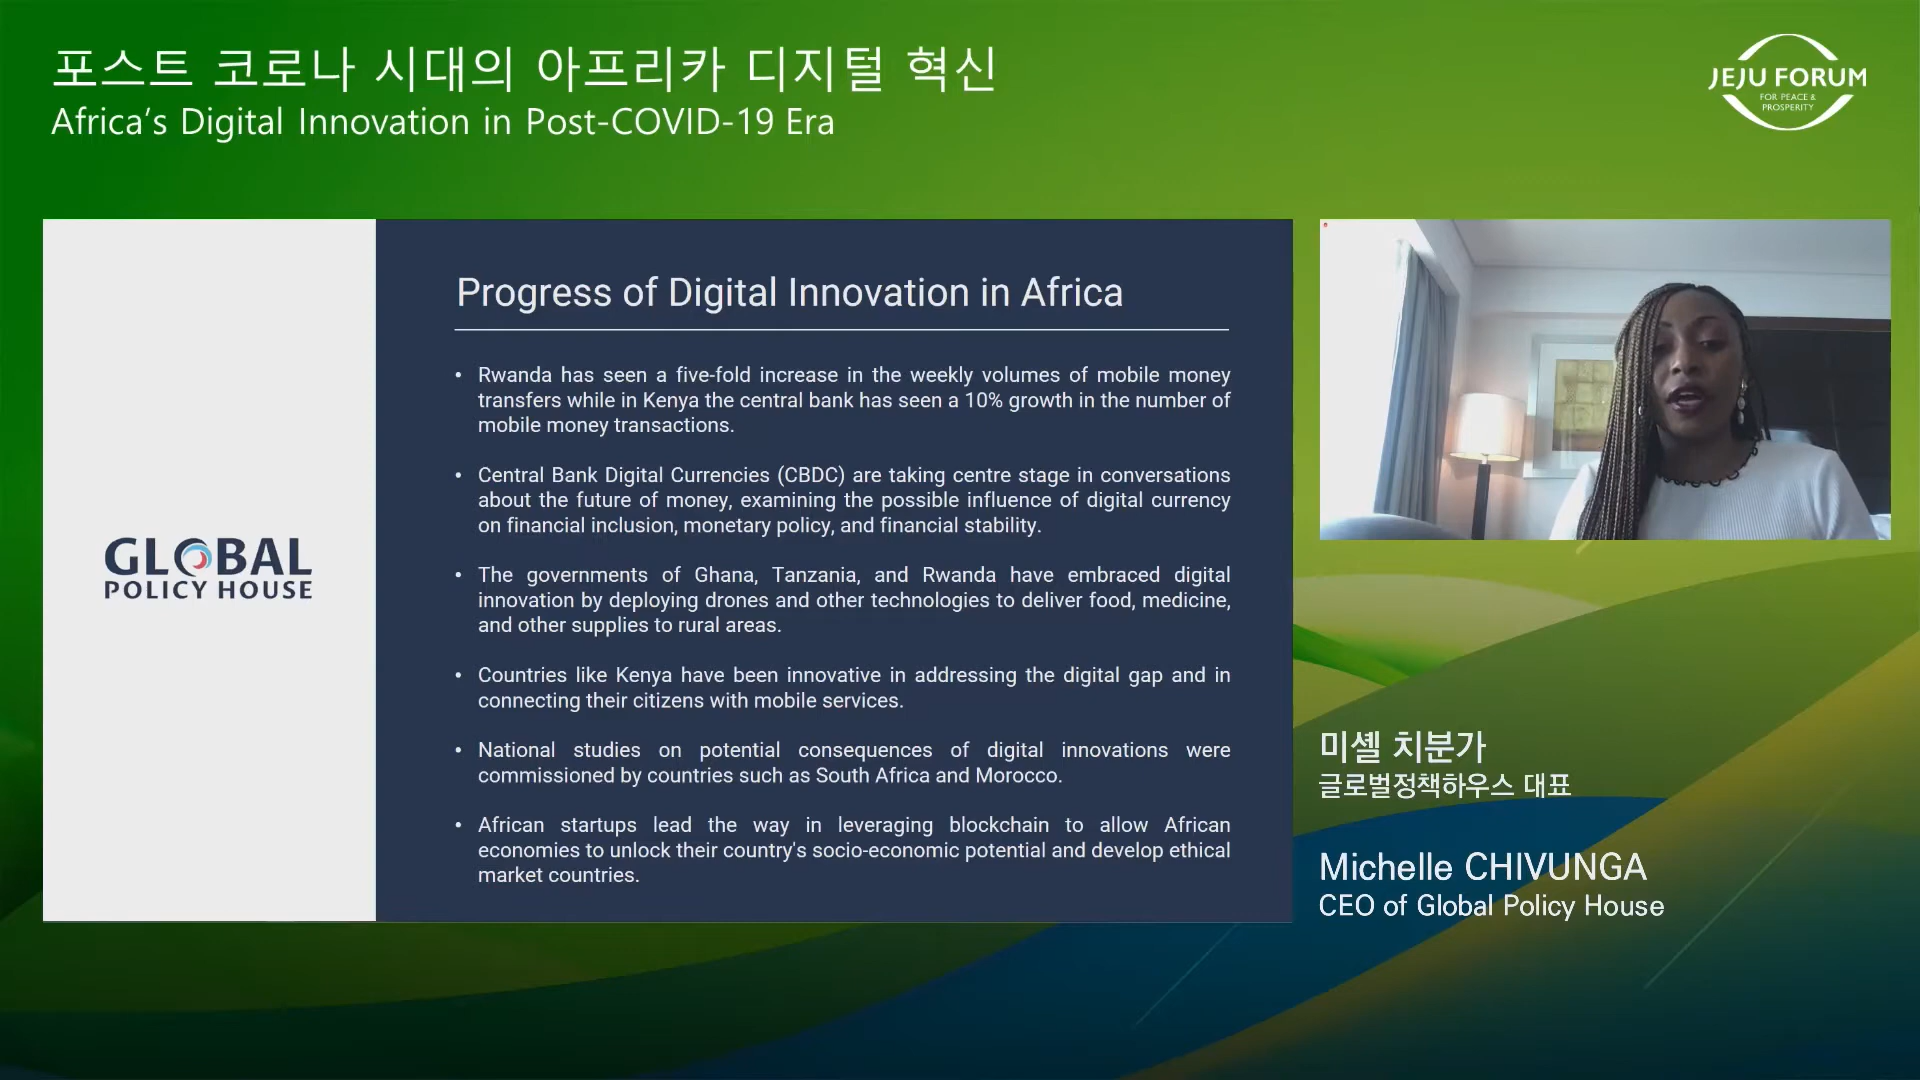 포스트 코로나 시대의 아프리카 디지털 혁신
Africa's Digital Innovation in Post-COVID-19 Era
JEJU FORUM
FOR PEACE &
PROSPERITY
GLOBAL
POLICY HOUSE
Progress of Digital Innovation in Africa
• Rwanda has seen a five-fold increase in the weekly volumes of mobile money
transfers while in Kenya the central bank has seen a 10% growth in the number of
mobile money transactions.
• Central Bank Digital Currencies (CBDC) are taking centre stage in conversations
about the future of money, examining the possible influence of digital currency
on financial inclusion, monetary policy, and financial stability.
• The governments of Ghana, Tanzania, and Rwanda have embraced digital
innovation by deploying drones and other technologies to deliver food, medicine,
and other supplies to rural areas.
• Countries like Kenya have been innovative in addressing the digital gap and in
connecting their citizens with mobile services.
• National studies on potential consequences of digital innovations were
commissioned by countries such as South Africa and Morocco.
• African startups lead the way in leveraging blockchain to allow African
economies to unlock their country's socio-economic potential and develop ethical
market countries.
미셸 치분가
글로벌정책하우스 대표
Michelle CHIVUNGA
CEO of Global Policy House